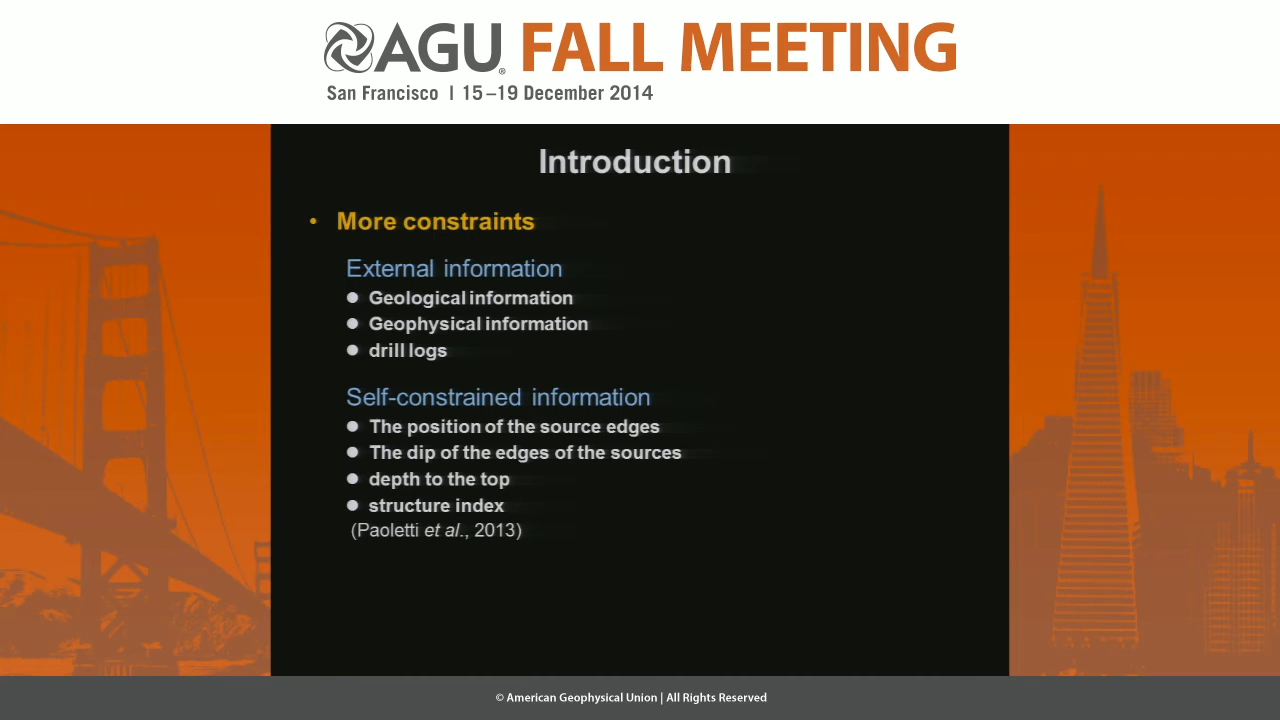 AGU® FALL MEETING
San Francisco | 15–19 December 2014
Introduction
• More constraints
External information
● Geological information
● Geophysical information
● drill logs
Self-constrained information
● The position of the source edges
● The dip of the edges of the sources
● depth to the top
● structure index
(Paoletti et al., 2013)
© American Geophysical Union | All Rights Reserved